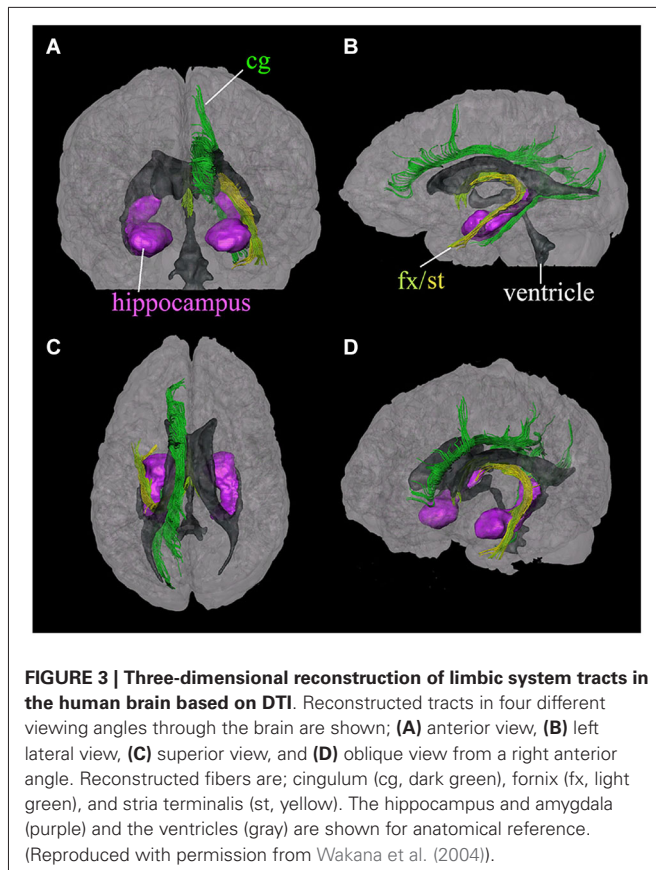 A
cg
B
hippocampus
fx/st
ventricle
C
D
FIGURE 3 | Three-dimensional reconstruction of limbic system tracts in
the human brain based on DTI. Reconstructed tracts in four different
viewing angles through the brain are shown; (A) anterior view, (B) left
lateral view, (C) superior view, and (D) oblique view from a right anterior
angle. Reconstructed fibers are; cingulum (cg, dark green), fornix (fx, light
green), and stria terminalis (st, yellow). The hippocampus and amygdala
(purple) and the ventricles (gray) are shown for anatomical reference.
(Reproduced with permission from Wakana et al. (2004)).